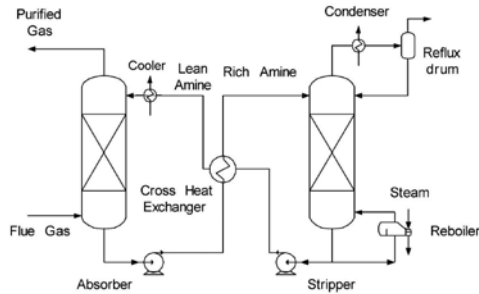 Purified
Gas
Condenser
Cooler
Lean
Amine
Rich Amine
Reflux
drum
Cross Heat
Exchanger
Steam
Flue Gas
Reboiler
Absorber
Stripper